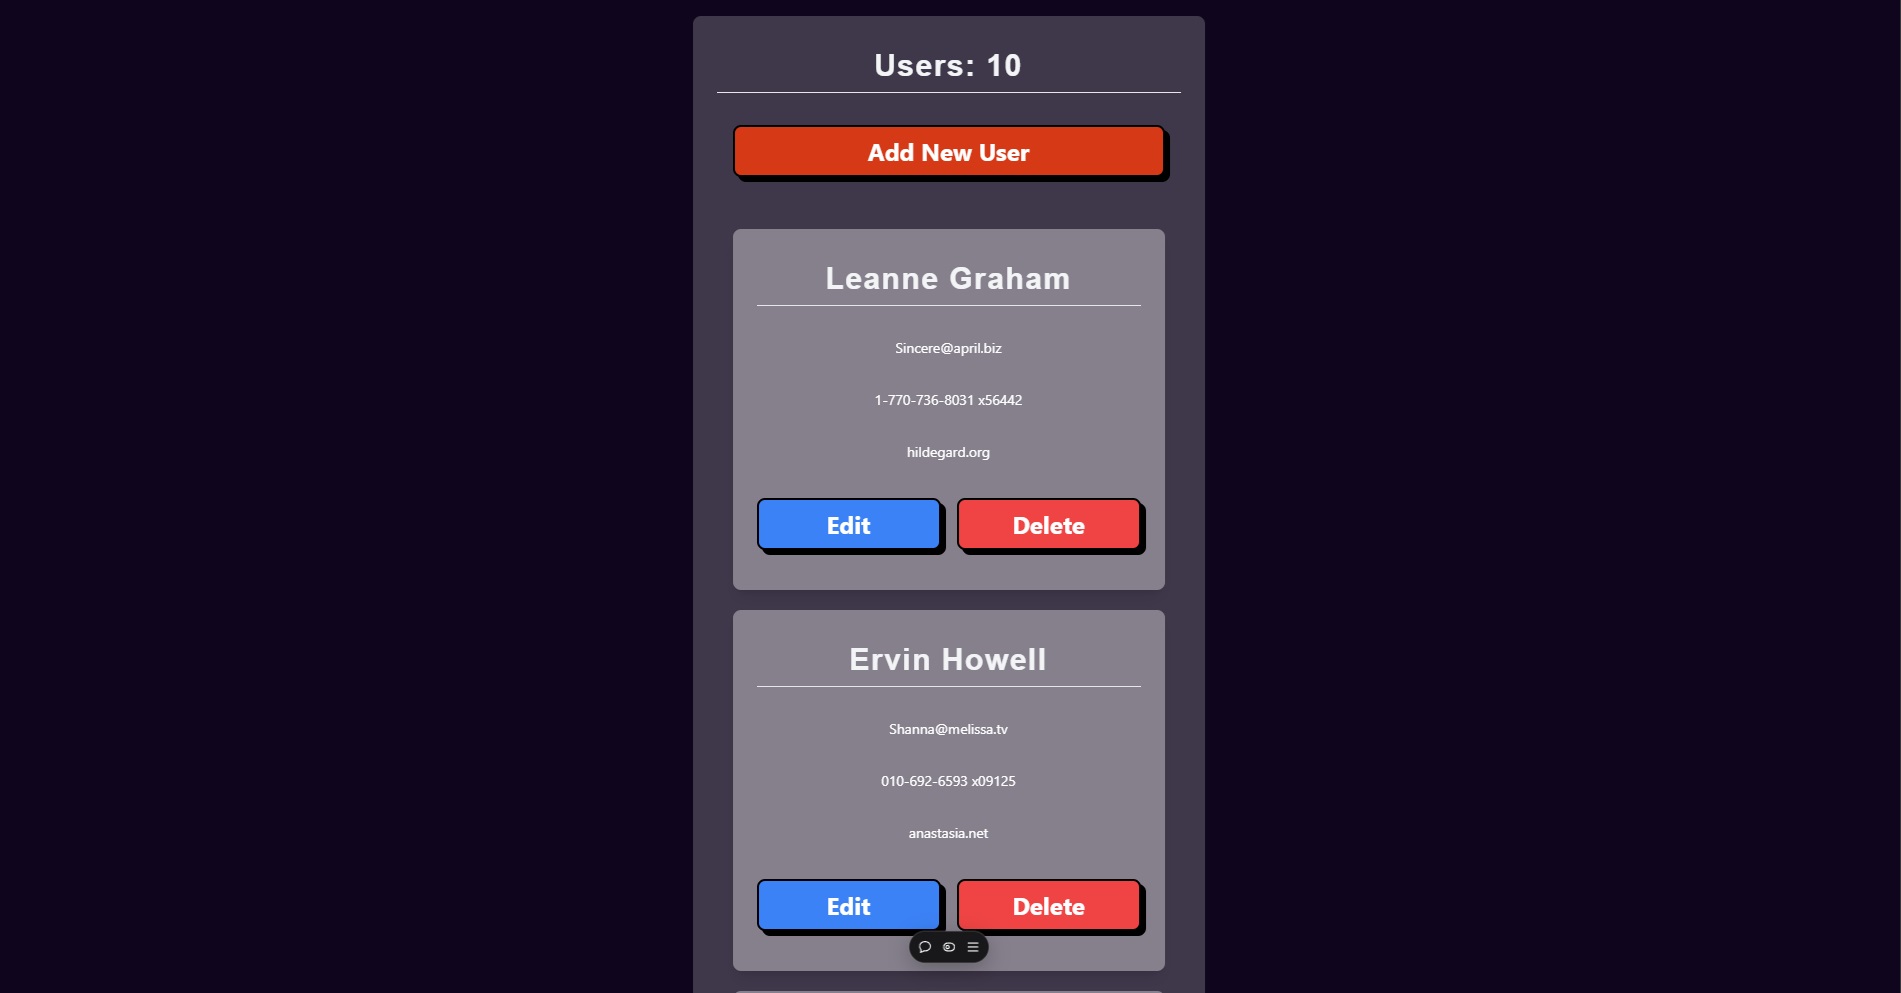 Users: 10
Add New User
Leanne Graham
Sincere@april.biz
1-770-736-8031 x56442
hildegard.org
Edit Delete
Ervin Howell
Shanna@melissa.tv
010-692-6593 x09125
anastasia.net
Edit Delete